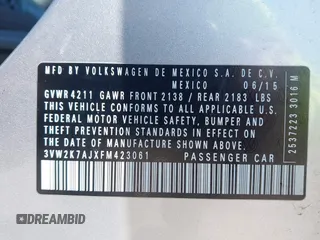 MFD. BY VOLKSWAGEN DE MEXICO S.A. DE C.V.
MEXICO 06/15
GVWR 4211 GAWR FRONT 2138 / REAR 2183 LBS
THIS VEHICLE CONFORMS TO ALL APPLICABLE U.S.
FEDERAL MOTOR VEHICLE SAFETY, BUMPER AND
THEFT PREVENTION STANDARDS IN EFFECT ON
THE DATE OF MANUFACTURE SHOWN ABOVE.
3VW2K7AJXFM423061 PASSENGER CAR
2537223 3016 M
DREAMBID